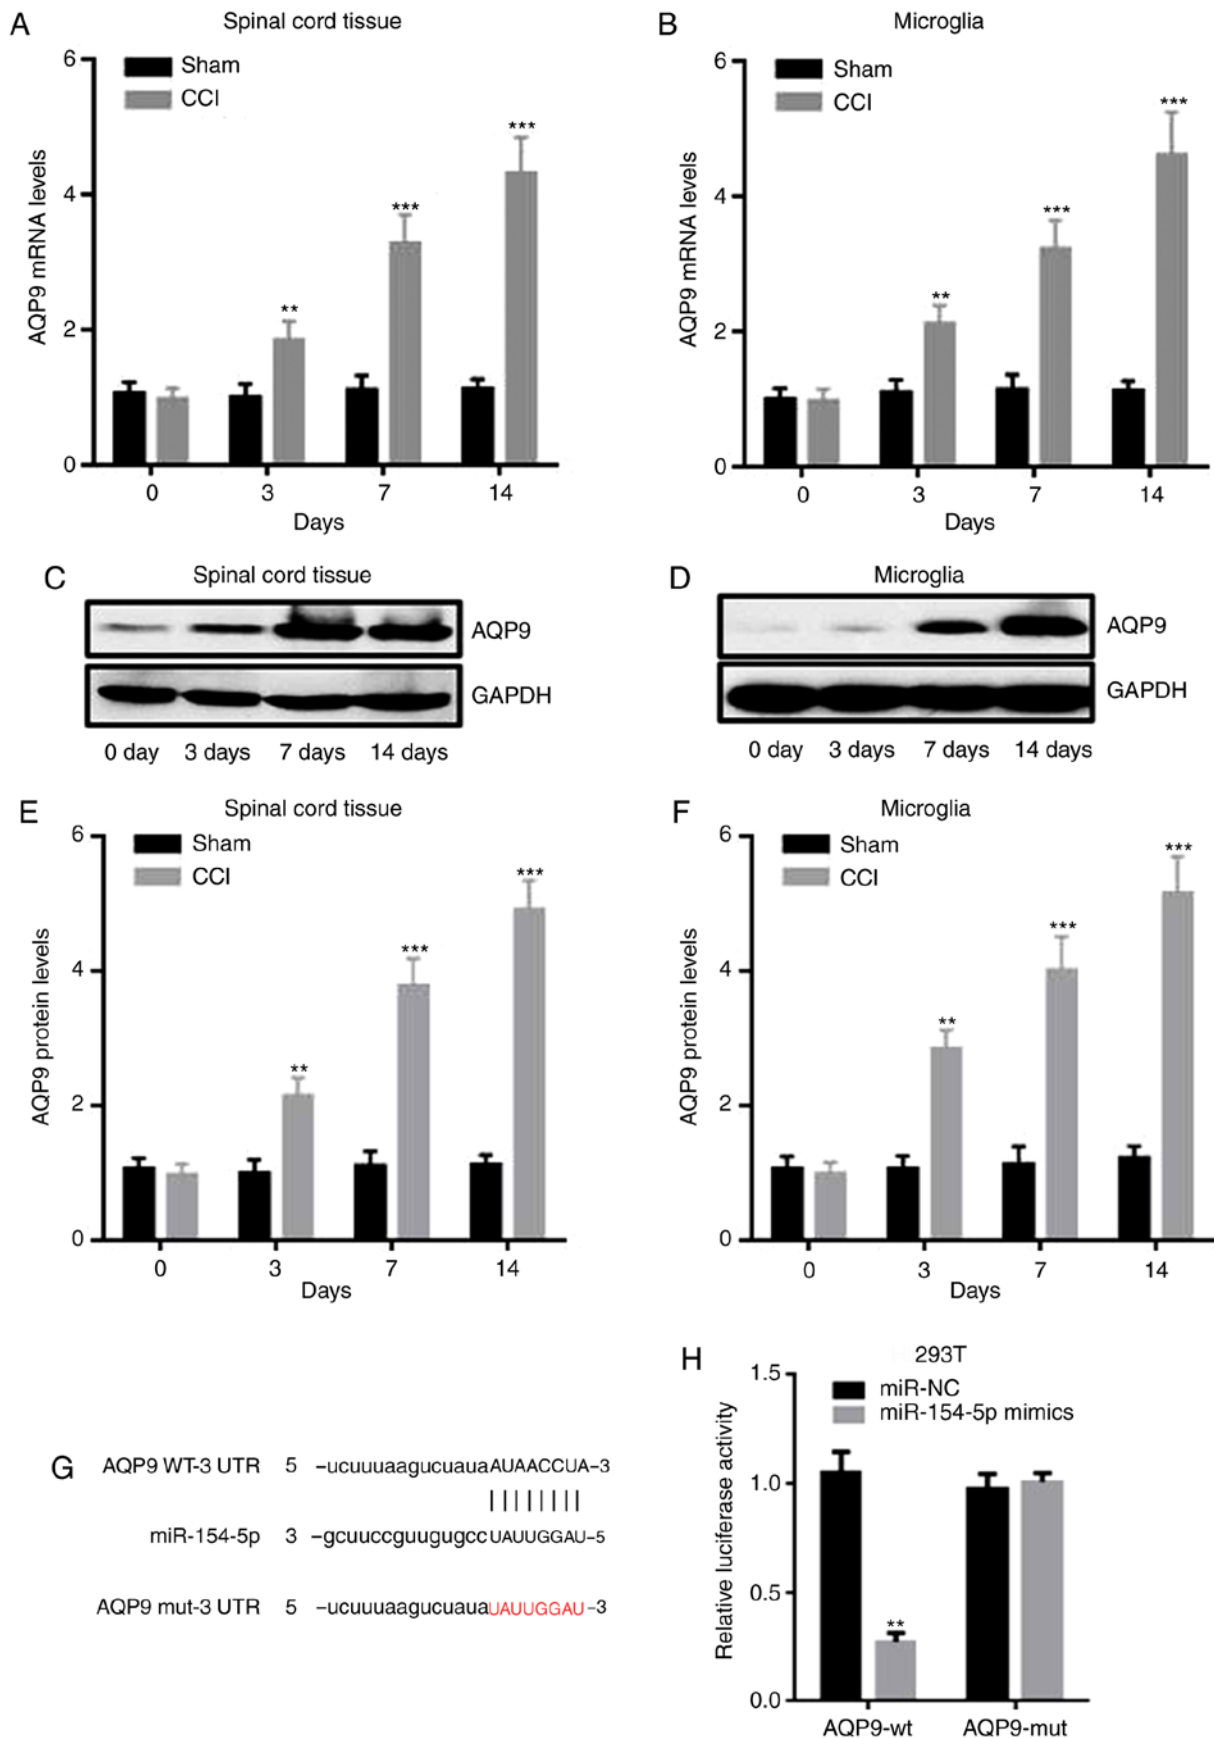 A
Spinal cord tissue
6
4
2
0
AQP9 mRNA levels
Sham
CCI
**
***
***
0 3 7 14
Days
B
Microglia
6
4
2
0
AQP9 mRNA levels
Sham
CCI
**
***
***
0 3 7 14
Days
C
Spinal cord tissue
AQP9
GAPDH
0 day 3 days 7 days 14 days
D
Microglia
AQP9
GAPDH
0 day 3 days 7 days 14 days
E
Spinal cord tissue
6
4
2
0
AQP9 protein levels
Sham
CCI
**
***
***
0 3 7 14
Days
F
Microglia
6
4
2
0
AQP9 protein levels
Sham
CCI
**
***
***
0 3 7 14
Days
G
AQP9 WT-3 UTR 5 –ucuuuaagucuauaAUAACCUA–3
miR-154-5p 3 –gcuuccguugugccUAUUGGAU–5
AQP9 mut-3 UTR 5 –ucuuuaagucuauaUAUUGGAU–3
H
293T
1.5
1.0
0.5
0.0
Relative luciferase activity
miR-NC
miR-154-5p mimics
**
AQP9-wt AQP9-mut